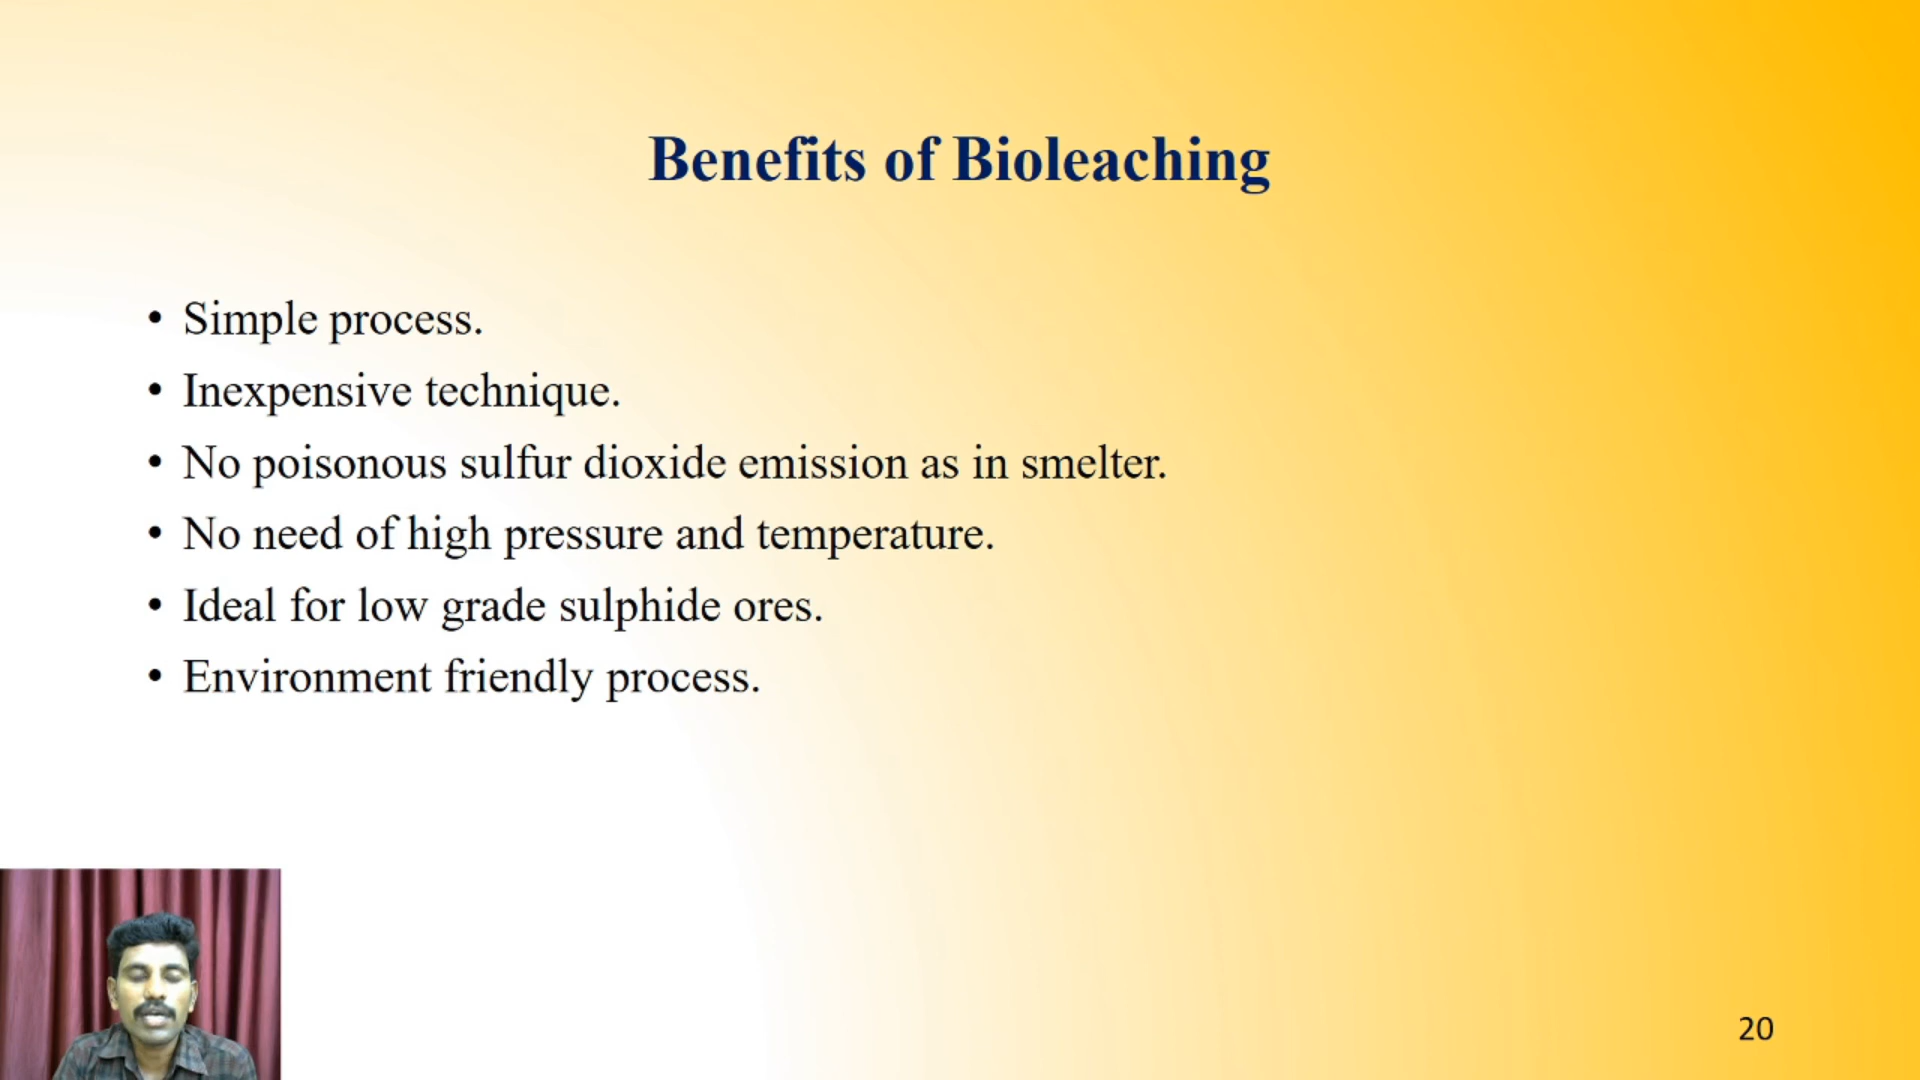 Benefits of Bioleaching
• Simple process.
• Inexpensive technique.
• No poisonous sulfur dioxide emission as in smelter.
• No need of high pressure and temperature.
• Ideal for low grade sulphide ores.
• Environment friendly process.
20